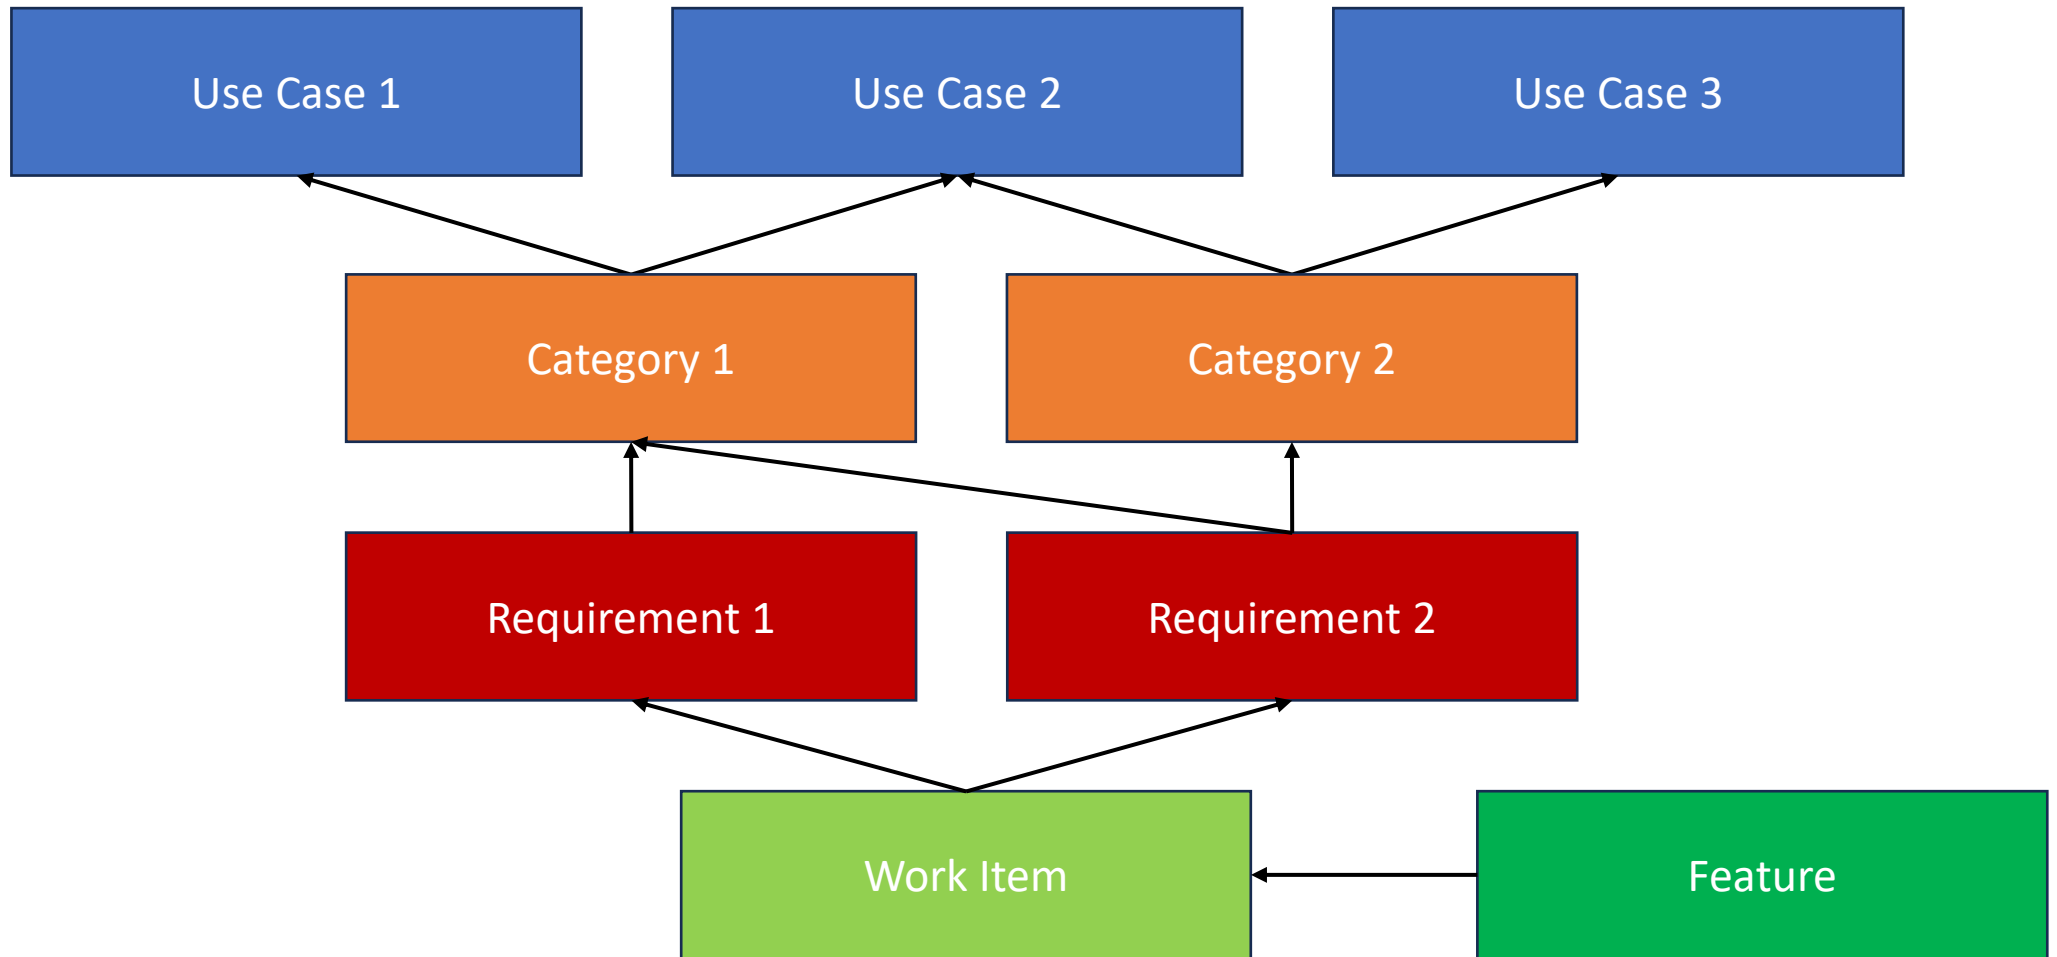 Use Case 1
Use Case 2
Use Case 3
Category 1
Category 2
Requirement 1
Requirement 2
Work Item
Feature